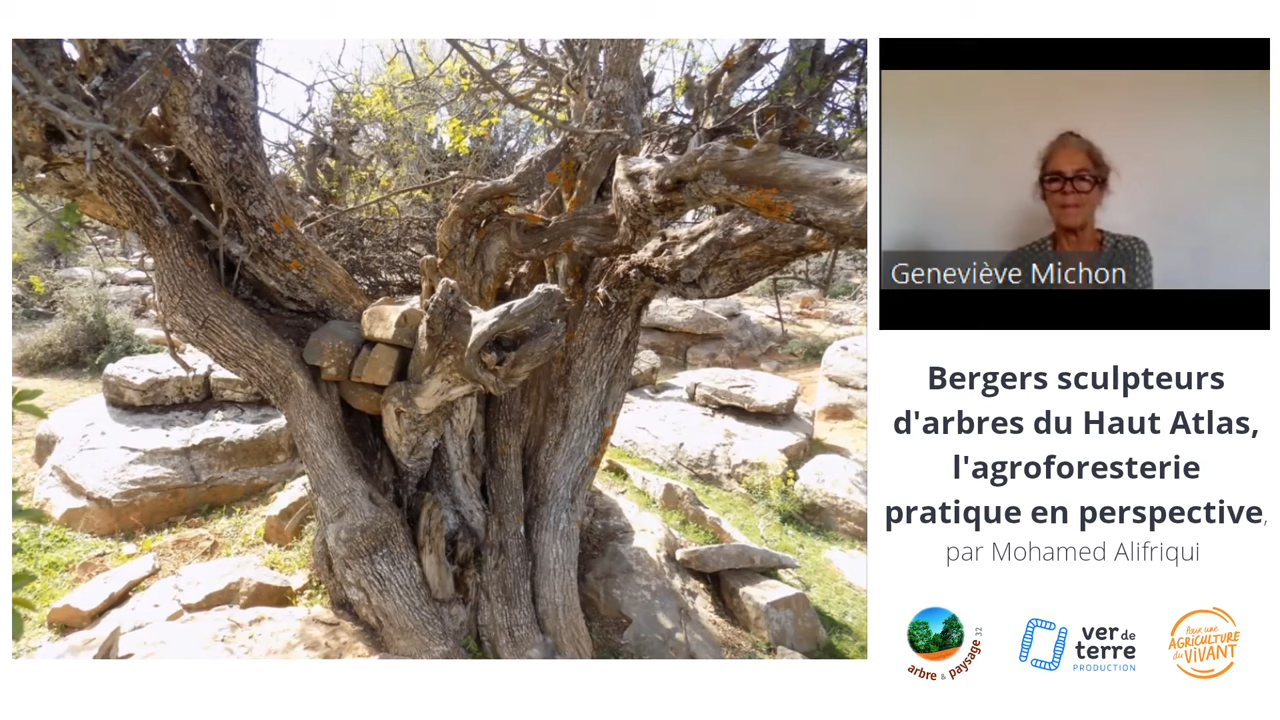 Geneviève Michon
Bergers sculpteurs
d'arbres du Haut Atlas,
l'agroforesterie
pratique en perspective,
par Mohamed Alifriqui
arbre & paysage 32
ver de
terre
PRODUCTION
Pour une
AGRICULTURE
du ViVANT